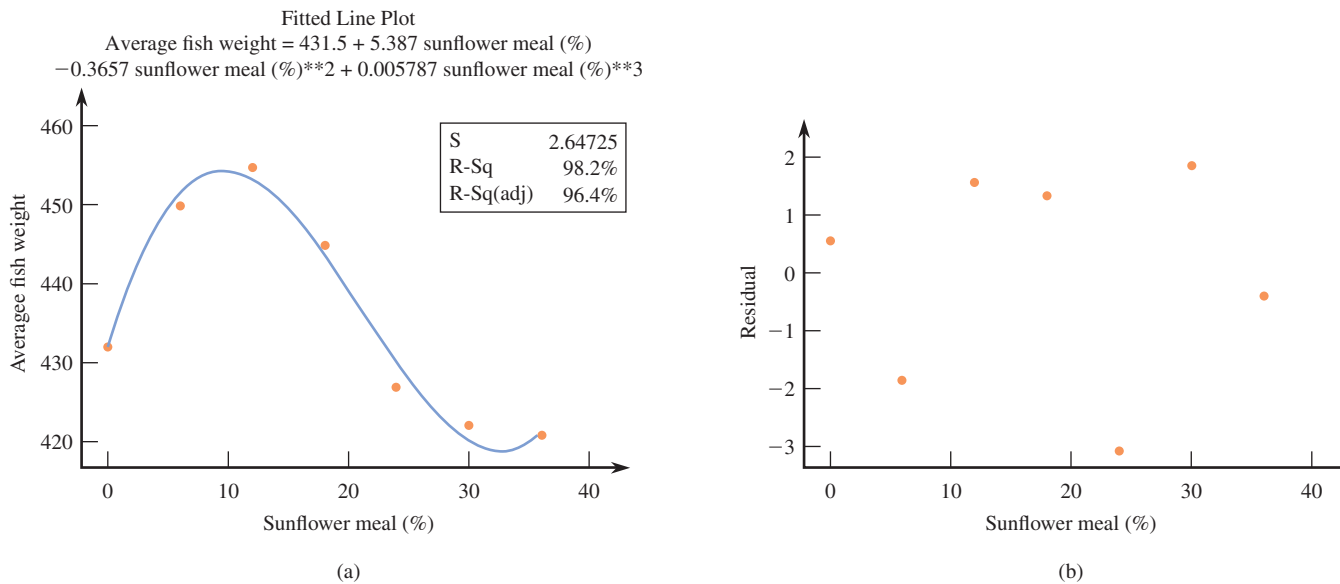 Fitted Line Plot
Average fish weight = 431.5 + 5.387 sunflower meal (%)
−0.3657 sunflower meal (%)**2 + 0.005787 sunflower meal (%)**3
460
450
440
430
420
Averagee fish weight
S 2.64725
R-Sq 98.2%
R-Sq(adj) 96.4%
0 10 20 30 40
Sunflower meal (%)
(a)
2
1
0
−1
−2
−3
Residual
0 10 20 30 40
Sunflower meal (%)
(b)